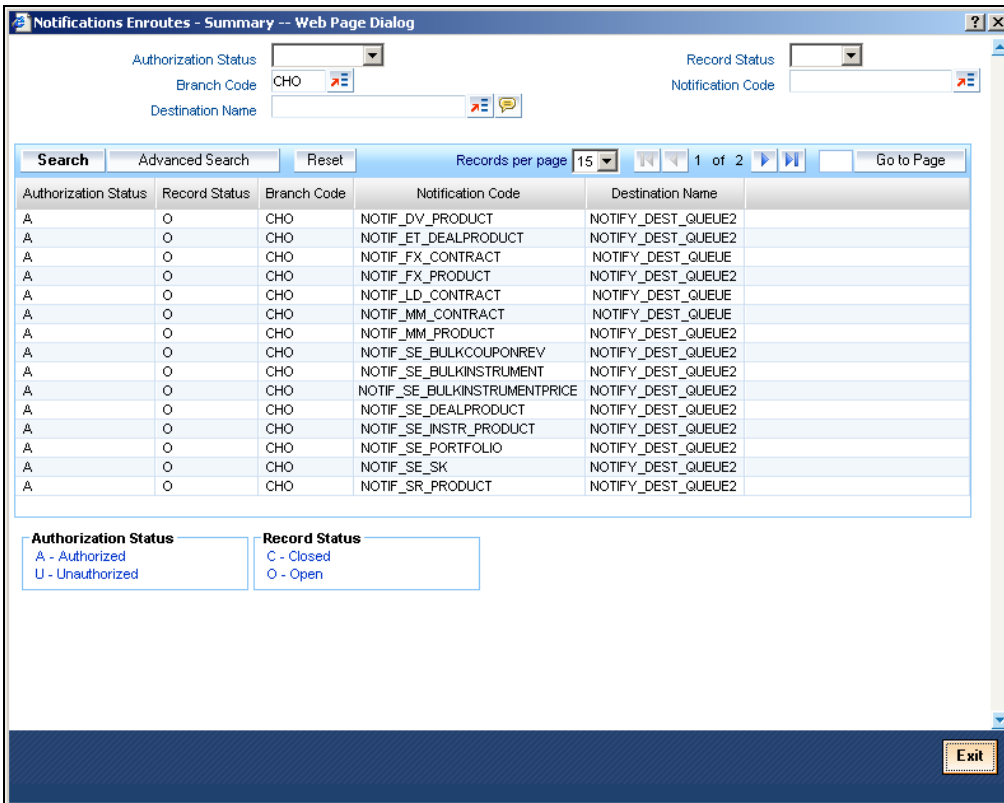 Notifications Enroutes - Summary -- Web Page Dialog ? X
Authorization Status Record Status
Branch Code CHO Notification Code
Destination Name
Search Advanced Search Reset Records per page 15 1 of 2 Go to Page
Authorization Status Record Status Branch Code Notification Code Destination Name
A O CHO NOTIF_DV_PRODUCT NOTIFY_DEST_QUEUE2
A O CHO NOTIF_ET_DEALPRODUCT NOTIFY_DEST_QUEUE2
A O CHO NOTIF_FX_CONTRACT NOTIFY_DEST_QUEUE
A O CHO NOTIF_FX_PRODUCT NOTIFY_DEST_QUEUE2
A O CHO NOTIF_LD_CONTRACT NOTIFY_DEST_QUEUE
A O CHO NOTIF_MM_CONTRACT NOTIFY_DEST_QUEUE
A O CHO NOTIF_MM_PRODUCT NOTIFY_DEST_QUEUE2
A O CHO NOTIF_SE_BULKCOUPONREV NOTIFY_DEST_QUEUE2
A O CHO NOTIF_SE_BULKINSTRUMENT NOTIFY_DEST_QUEUE2
A O CHO NOTIF_SE_BULKINSTRUMENTPRICE NOTIFY_DEST_QUEUE2
A O CHO NOTIF_SE_DEALPRODUCT NOTIFY_DEST_QUEUE2
A O CHO NOTIF_SE_INSTR_PRODUCT NOTIFY_DEST_QUEUE2
A O CHO NOTIF_SE_PORTFOLIO NOTIFY_DEST_QUEUE2
A O CHO NOTIF_SE_SK NOTIFY_DEST_QUEUE2
A O CHO NOTIF_SR_PRODUCT NOTIFY_DEST_QUEUE2
Authorization Status Record Status
A - Authorized C - Closed
U - Unauthorized O - Open
Exit